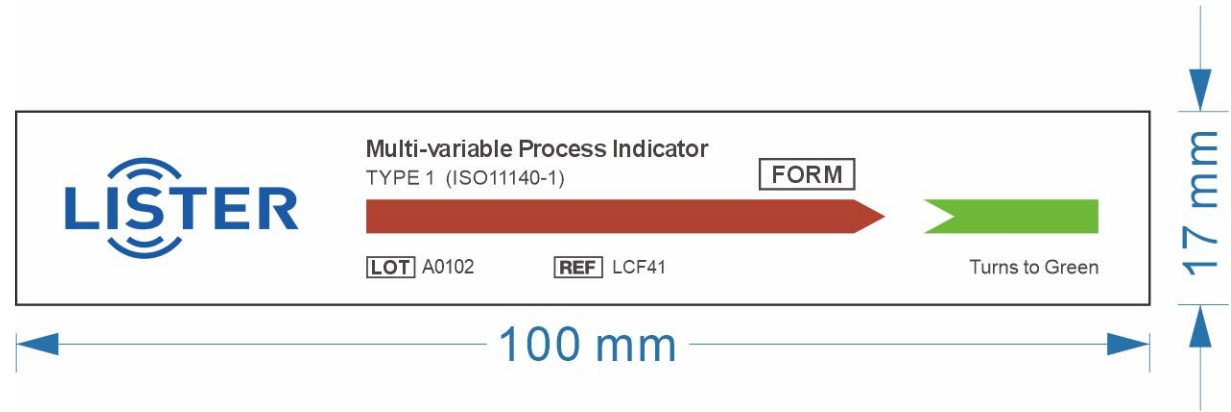 LISTER
Multi-variable Process Indicator
TYPE 1 (ISO11140-1)
FORM
LOT A0102
REF LCF41
Turns to Green
100 mm
17 mm